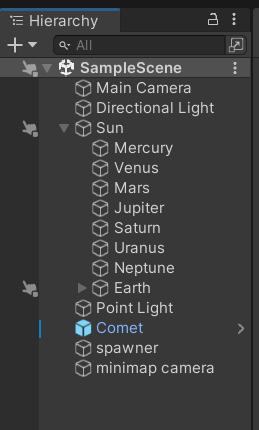 Hierarchy
All
SampleScene
Main Camera
Directional Light
Sun
Mercury
Venus
Mars
Jupiter
Saturn
Uranus
Neptune
Earth
Point Light
Comet
spawner
minimap camera